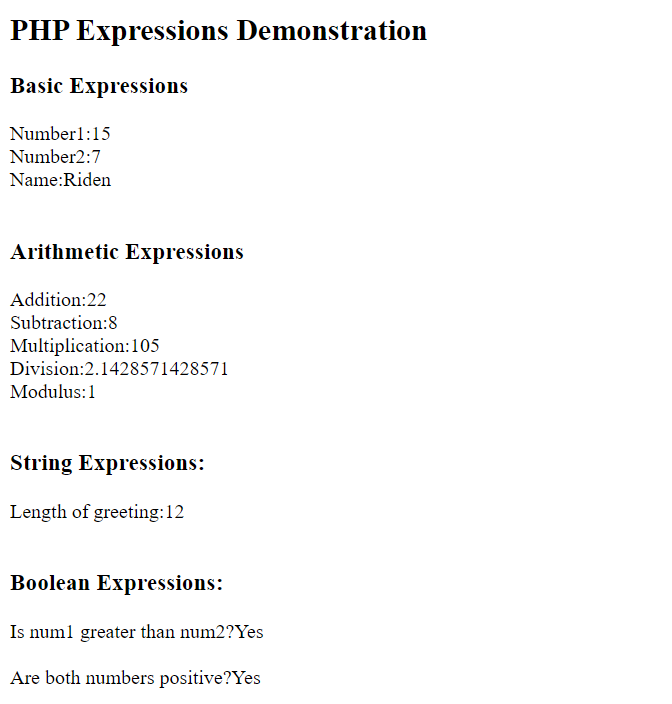 PHP Expressions Demonstration
Basic Expressions
Number1:15
Number2:7
Name:Riden
Arithmetic Expressions
Addition:22
Subtraction:8
Multiplication:105
Division:2.1428571428571
Modulus:1
String Expressions:
Length of greeting:12
Boolean Expressions:
Is num1 greater than num2?Yes
Are both numbers positive?Yes